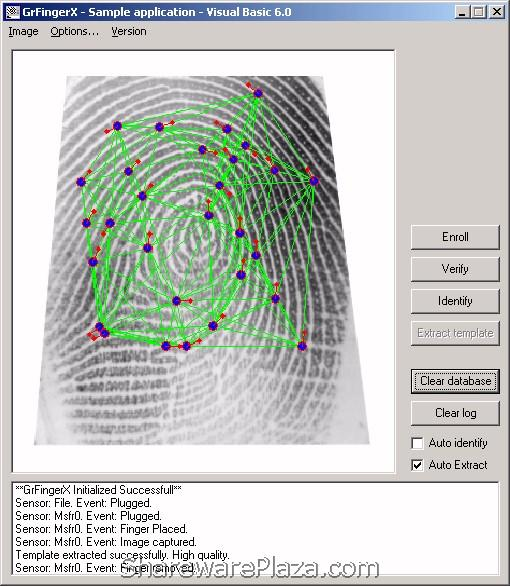 GrFingerX - Sample application - Visual Basic 6.0
Image Options... Version
Enroll
Verify
Identify
Extract template
Clear database
Clear log
Auto identify
Auto Extract
**GrFingerX Initialized Successfull**
Sensor: File. Event: Plugged.
Sensor: Msfr0. Event: Plugged.
Sensor: Msfr0. Event: Finger Placed.
Sensor: Msfr0. Event: Image captured.
Template extracted successfully. High quality.
Sensor: Msfr0. Event: Finger removed.
SharewarePlaza.com